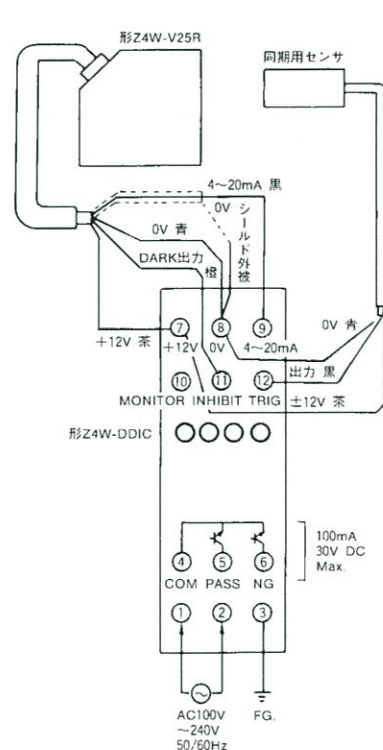 形Z4W-V25R
同期用センサ
4～20mA 黒
0V
シールド外被
0V 青
DARK出力
橙
⑦ ⑧ ⑨
+12V 茶
+12V 0V 4～20mA
0V 青
⑩ ⑪ ⑫
出力 黒
MONITOR INHIBIT TRIG
±12V 茶
形Z4W-DDIC
④ ⑤ ⑥
COM PASS NG
100mA
30V DC
Max.
① ② ③
AC100V
～240V
50/60Hz
FG.